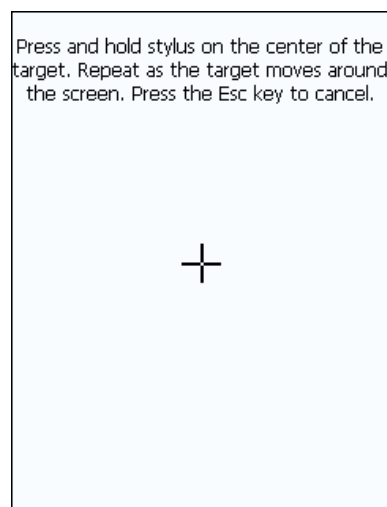 Press and hold stylus on the center of the
target. Repeat as the target moves around
the screen. Press the Esc key to cancel.